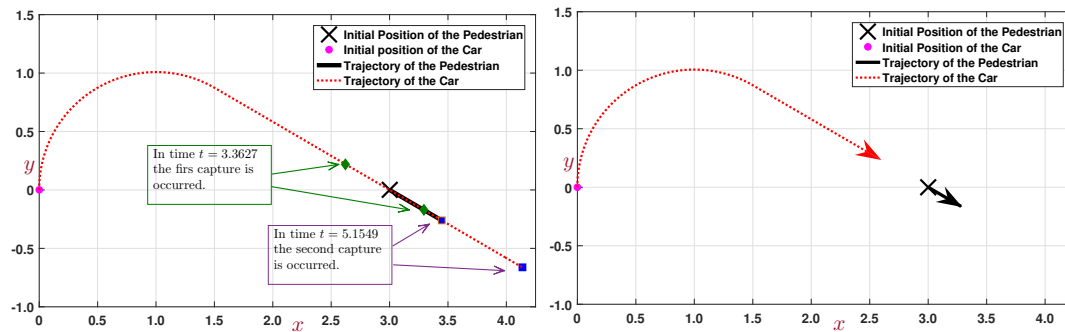 1.5
1.0
0.5
0
-0.5
-1.0
y
Initial Position of the Pedestrian
Initial position of the Car
Trajectory of the Pedestrian
Trajectory of the Car
In time t = 3.3627
the firs capture is
occurred.
In time t = 5.1549
the second capture
is occurred.
0 0.5 1.0 1.5 2.0 2.5 3.0 3.5 4.0
x
1.5
1.0
0.5
0
-0.5
-1.0
y
Initial Position of the Pedestrian
Initial Position of the Car
Trajectory of the Pedestrian
Trajectory of the Car
0 0.5 1.0 1.5 2.0 2.5 3.0 3.5 4.0
x